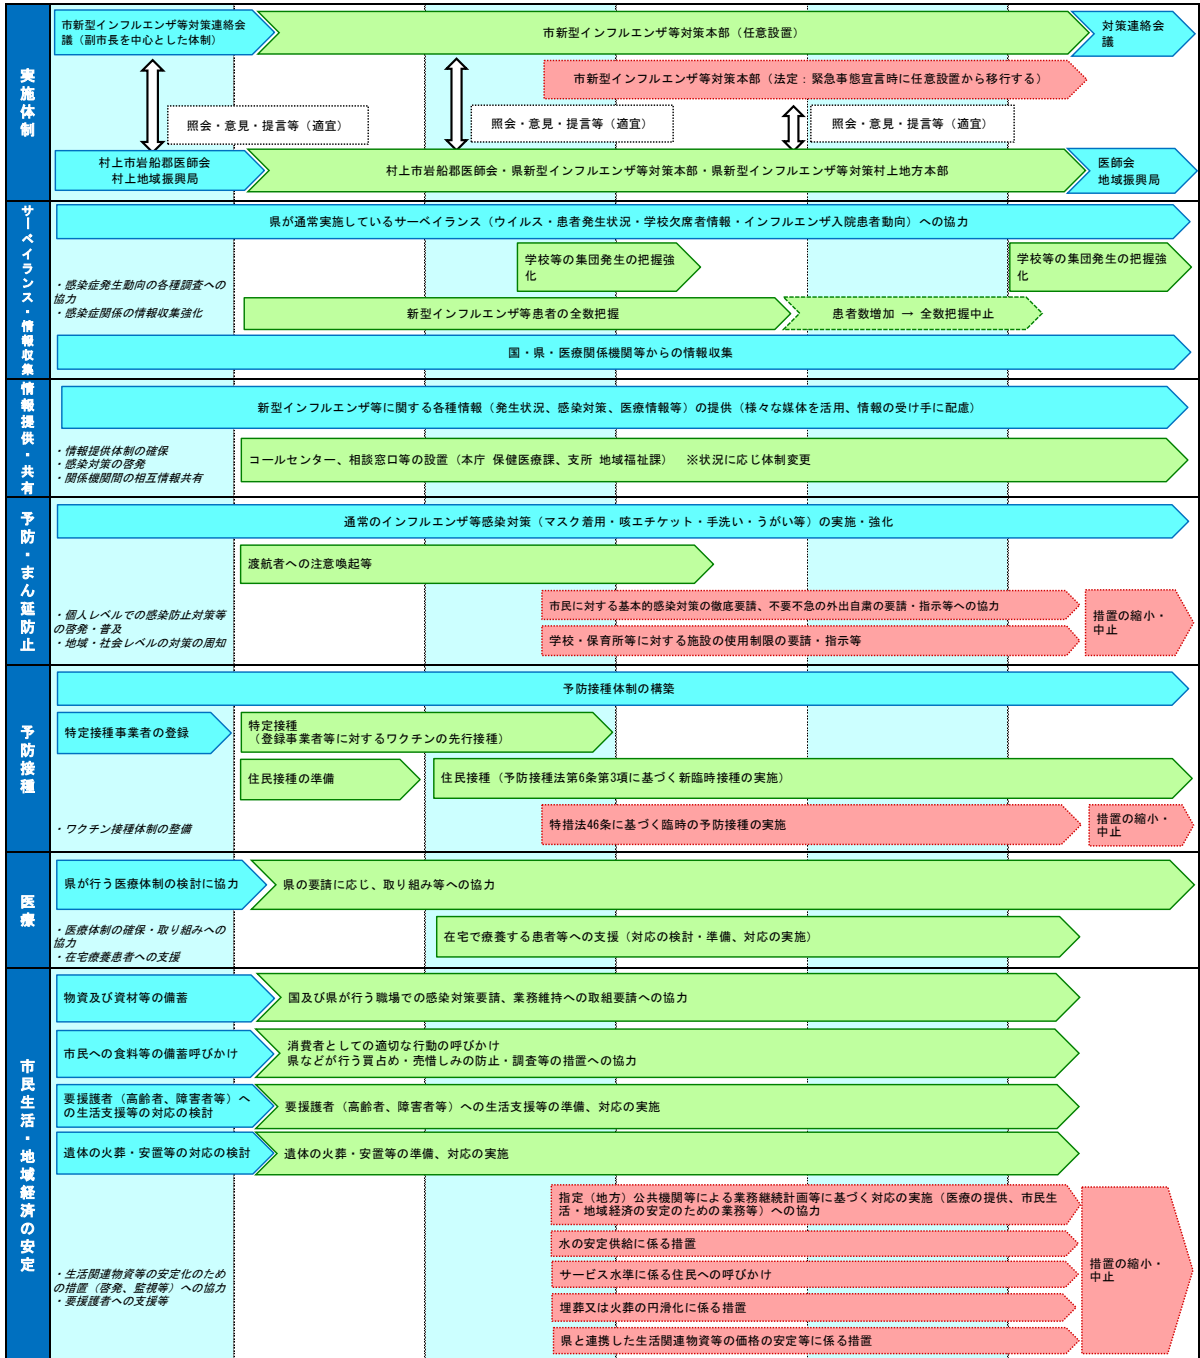 実施体制
市新型インフルエンザ等対策連絡会
議（副市長を中心とした体制）
市新型インフルエンザ等対策本部（任意設置）
対策連絡会
議
市新型インフルエンザ等対策本部（法定：緊急事態宣言時に任意設置から移行する）
照会・意見・提言等（適宜）
照会・意見・提言等（適宜）
照会・意見・提言等（適宜）
村上市岩船郡医師会
村上地域振興局
村上市岩船郡医師会・県新型インフルエンザ等対策本部・県新型インフルエンザ等対策村上地方本部
医師会
地域振興局
サーベイランス・情報収集
県が通常実施しているサーベイランス（ウイルス・患者発生状況・学校欠席者情報・インフルエンザ入院患者動向）への協力
学校等の集団発生の把握強
化
学校等の集団発生の把握強
化
・感染症発生動向の各種調査への
協力
・感染症関係の情報収集強化
新型インフルエンザ等患者の全数把握
患者数増加 → 全数把握中止
国・県・医療関係機関等からの情報収集
情報提供・共有
新型インフルエンザ等に関する各種情報（発生状況、感染対策、医療情報等）の提供（様々な媒体を活用、情報の受け手に配慮）
・情報提供体制の確保
・感染対策の啓発
・関係機関間の相互情報共有
コールセンター、相談窓口等の設置（本庁 保健医療課、支所 地域福祉課）　※状況に応じ体制変更
予防・まん延防止
通常のインフルエンザ等感染対策（マスク着用・咳エチケット・手洗い・うがい等）の実施・強化
渡航者への注意喚起等
・個人レベルでの感染防止対策等
の啓発・普及
・地域・社会レベルの対策の周知
市民に対する基本的感染対策の徹底要請、不要不急の外出自粛の要請・指示等への協力
学校・保育所等に対する施設の使用制限の要請・指示等
措置の縮小・
中止
予防接種
予防接種体制の構築
特定接種事業者の登録
特定接種
（登録事業者等に対するワクチンの先行接種）
住民接種の準備
住民接種（予防接種法第6条第3項に基づく新臨時接種の実施）
・ワクチン接種体制の整備
特措法46条に基づく臨時の予防接種の実施
措置の縮小・
中止
医療
県が行う医療体制の検討に協力
県の要請に応じ、取り組み等への協力
・医療体制の確保・取り組みへの
協力
・在宅療養患者への支援
在宅で療養する患者等への支援（対応の検討・準備、対応の実施）
市民生活・地域経済の安定
物資及び資材等の備蓄
国及び県が行う職場での感染対策要請、業務維持への取組要請への協力
市民への食料等の備蓄呼びかけ
消費者としての適切な行動の呼びかけ
県などが行う買占め・売惜しみの防止・調査等の措置への協力
要援護者（高齢者、障害者等）へ
の生活支援等の対応の検討
要援護者（高齢者、障害者等）への生活支援等の準備、対応の実施
遺体の火葬・安置等の対応の検討
遺体の火葬・安置等の準備、対応の実施
指定（地方）公共機関等による業務継続計画等に基づく対応の実施（医療の提供、市民生
活・地域経済の安定のための業務等）への協力
水の安定供給に係る措置
サービス水準に係る住民への呼びかけ
埋葬又は火葬の円滑化に係る措置
県と連携した生活関連物資等の価格の安定等に係る措置
措置の縮小・
中止
・生活関連物資等の安定化のため
の措置（啓発、監視等）への協力
・要援護者への支援等